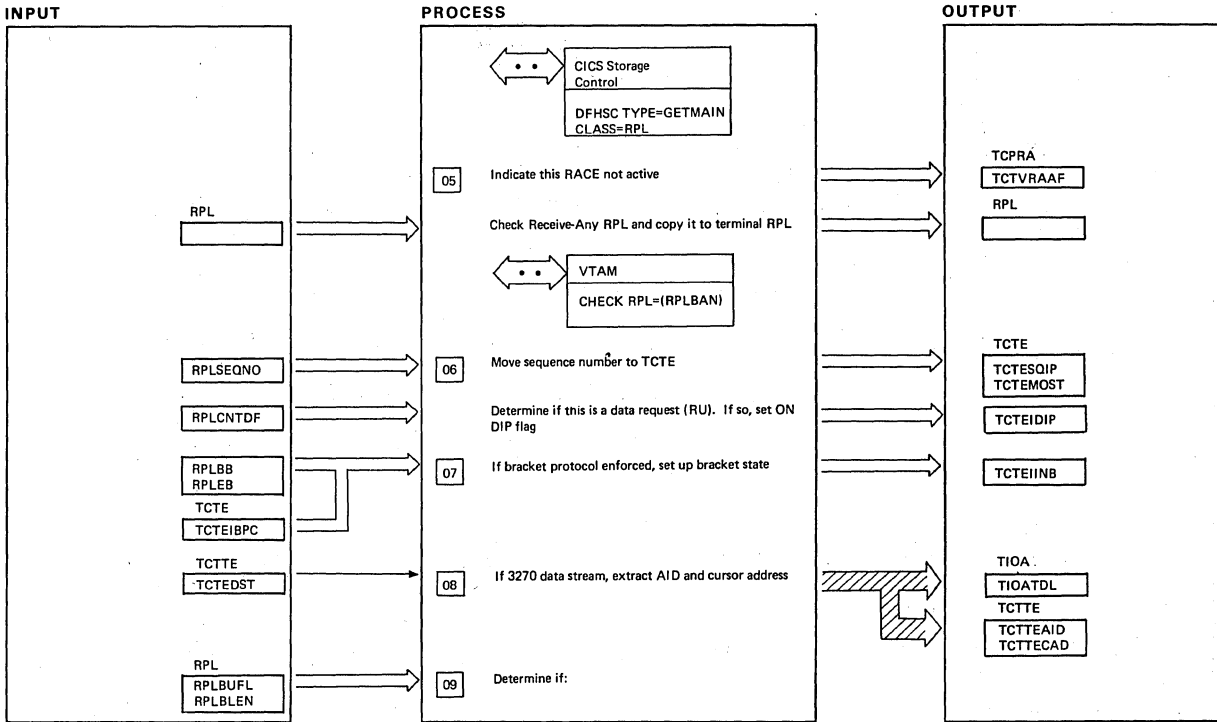 INPUT
PROCESS
OUTPUT
CICS Storage
Control
DFHSC TYPE=GETMAIN
CLASS=RPL
05
Indicate this RACE not active
TCPRA
TCTVRAAF
RPL
Check Receive-Any RPL and copy it to terminal RPL
RPL
VTAM
CHECK RPL=(RPLBAN)
RPLSEQNO
06
Move sequence number to TCTE
TCTE
TCTESQIP
TCTEMOST
RPLCNTDF
Determine if this is a data request (RU). If so, set ON
DIP flag
TCTEIDIP
RPLBB
RPLEB
07
If bracket protocol enforced, set up bracket state
TCTEIINB
TCTE
TCTEIBPC
TCTTE
TCTEDST
08
If 3270 data stream, extract AID and cursor address
TIOA
TIOATDL
TCTTE
TCTTEAID
TCTTECAD
RPL
RPLBUFL
RPLBLEN
09
Determine if: